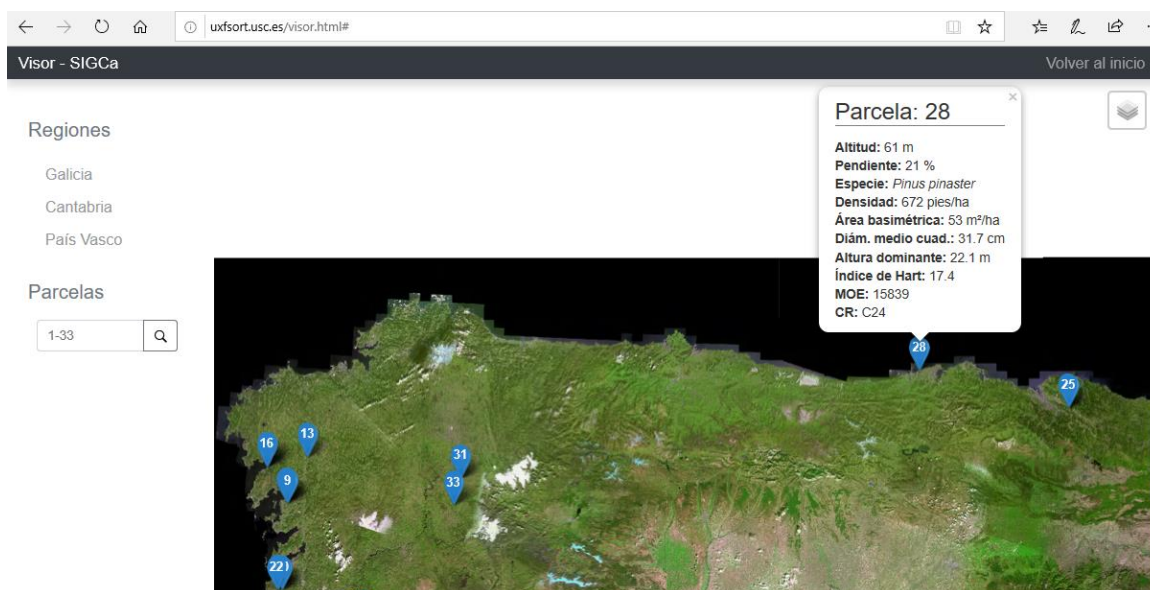 uxfsort.usc.es/visor.html#
Visor - SIGCa
Volver al inicio
Regiones
Galicia
Cantabria
País Vasco
Parcelas
1-33
Parcela: 28
Altitud: 61 m
Pendiente: 21 %
Especie: Pinus pinaster
Densidad: 672 pies/ha
Área basimétrica: 53 m²/ha
Diám. medio cuad.: 31.7 cm
Altura dominante: 22.1 m
Índice de Hart: 17.4
MOE: 15839
CR: C24
28
25
16
13
31
9
33
22